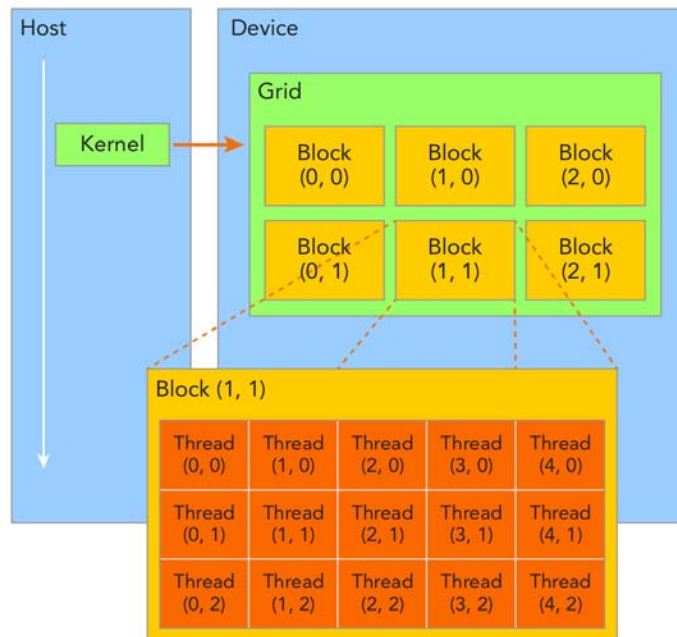 Host
Device
Grid
Kernel
Block
(0, 0)
Block
(1, 0)
Block
(2, 0)
Block
(0, 1)
Block
(1, 1)
Block
(2, 1)
Block (1, 1)
Thread
(0, 0)
Thread
(1, 0)
Thread
(2, 0)
Thread
(3, 0)
Thread
(4, 0)
Thread
(0, 1)
Thread
(1, 1)
Thread
(2, 1)
Thread
(3, 1)
Thread
(4, 1)
Thread
(0, 2)
Thread
(1, 2)
Thread
(2, 2)
Thread
(3, 2)
Thread
(4, 2)